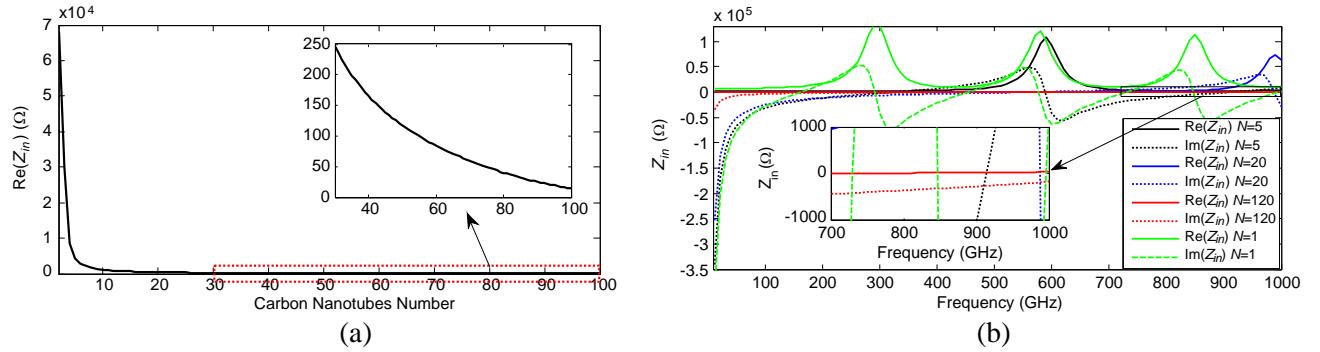 x 10⁴
7
6
5
4
3
2
1
0
Re(Z_in) (Ω)
10 20 30 40 50 60 70 80 90 100
Carbon Nanotubes Number
250
200
150
100
50
0
40 60 80 100
(a)
x 10⁵
1
0.5
0
-0.5
-1
-1.5
-2
-2.5
-3
-3.5
Z_in (Ω)
100 200 300 400 500 600 700 800 900 1000
Frequency (GHz)
1000
0
-1000
Z_in(Ω)
700 800 900 1000
Frequency (GHz)
Re(Z_in) N=5
Im(Z_in) N=5
Re(Z_in) N=20
Im(Z_in) N=20
Re(Z_in) N=120
Im(Z_in) N=120
Re(Z_in) N=1
Im(Z_in) N=1
(b)